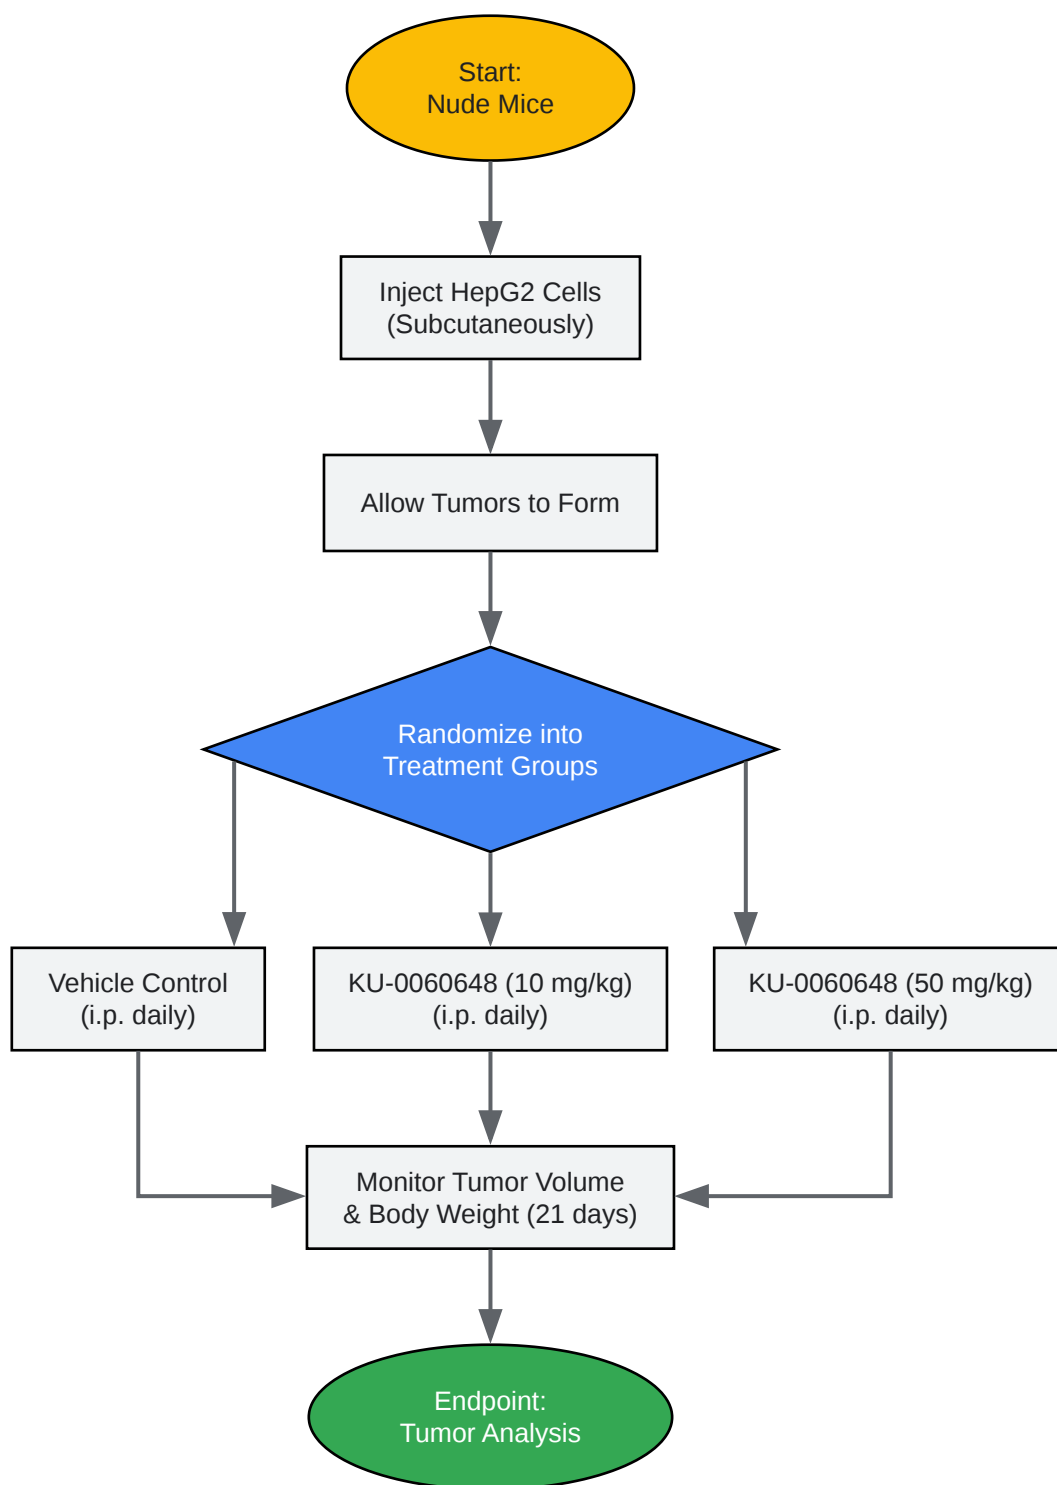 Start:
Nude Mice
Inject HepG2 Cells
(Subcutaneously)
Allow Tumors to Form
Randomize into
Treatment Groups
Vehicle Control
(i.p. daily)
KU-0060648 (10 mg/kg)
(i.p. daily)
KU-0060648 (50 mg/kg)
(i.p. daily)
Monitor Tumor Volume
& Body Weight (21 days)
Endpoint:
Tumor Analysis